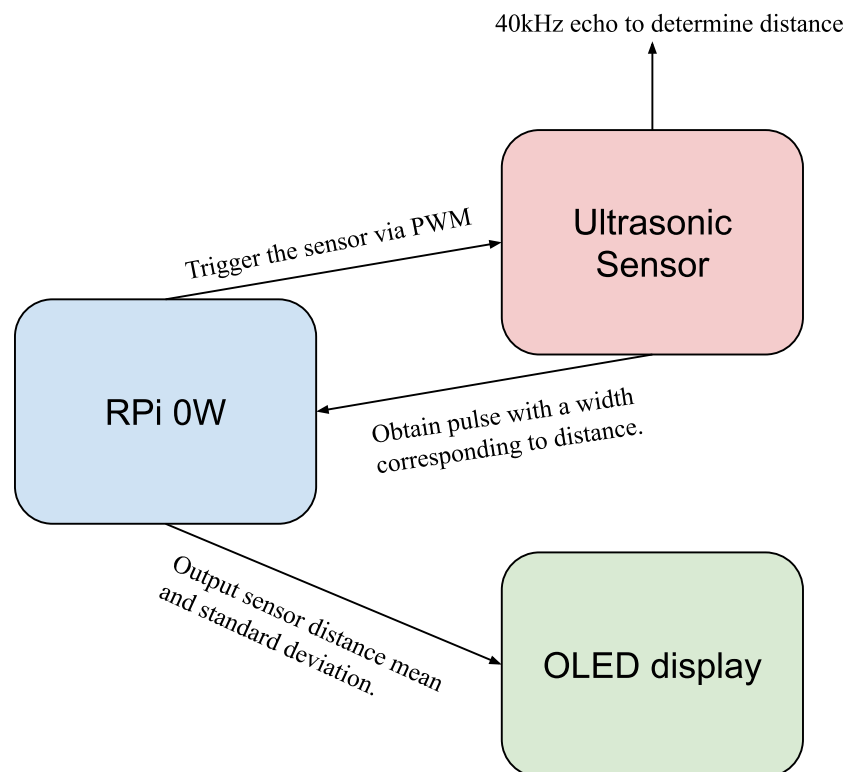 40kHz echo to determine distance
Ultrasonic
Sensor
Trigger the sensor via PWM
RPi 0W
Obtain pulse with a width
corresponding to distance.
Output sensor distance mean
and standard deviation.
OLED display